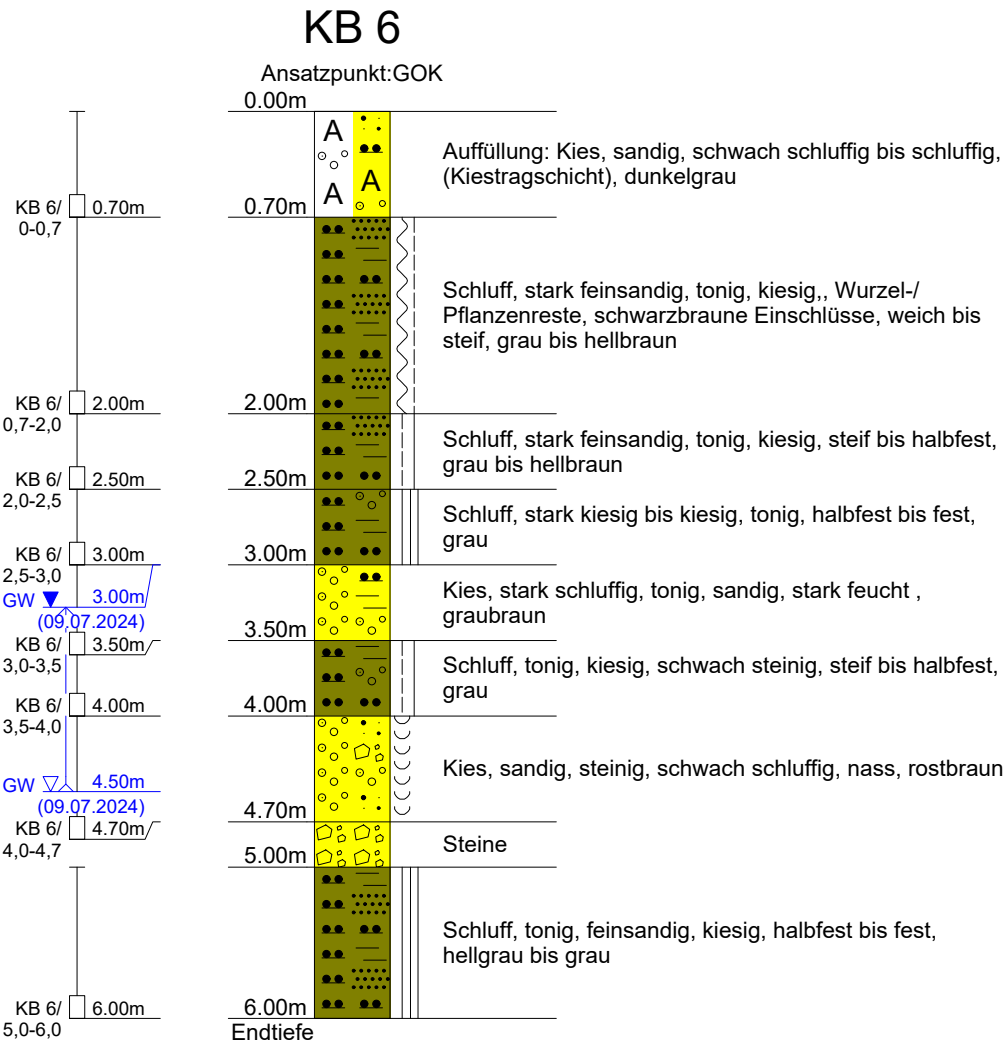 KB 6
Ansatzpunkt:GOK
0.00m
A
A
A
Auffüllung: Kies, sandig, schwach schluffig bis schluffig,
(Kiestragschicht), dunkelgrau
KB 6/ 0.70m
0-0,7
0.70m
Schluff, stark feinsandig, tonig, kiesig,, Wurzel-/
Pflanzenreste, schwarzbraune Einschlüsse, weich bis
steif, grau bis hellbraun
KB 6/ 2.00m
0,7-2,0
2.00m
Schluff, stark feinsandig, tonig, kiesig, steif bis halbfest,
grau bis hellbraun
KB 6/ 2.50m
2,0-2,5
2.50m
Schluff, stark kiesig bis kiesig, tonig, halbfest bis fest,
grau
KB 6/ 3.00m
2,5-3,0
3.00m
GW 3.00m
(09.07.2024)
Kies, stark schluffig, tonig, sandig, stark feucht ,
graubraun
KB 6/ 3.50m
3,0-3,5
3.50m
Schluff, tonig, kiesig, schwach steinig, steif bis halbfest,
grau
KB 6/ 4.00m
3,5-4,0
4.00m
Kies, sandig, steinig, schwach schluffig, nass, rostbraun
GW 4.50m
(09.07.2024)
KB 6/ 4.70m
4,0-4,7
4.70m
Steine
5.00m
Schluff, tonig, feinsandig, kiesig, halbfest bis fest,
hellgrau bis grau
KB 6/ 6.00m
5,0-6,0
6.00m
Endtiefe